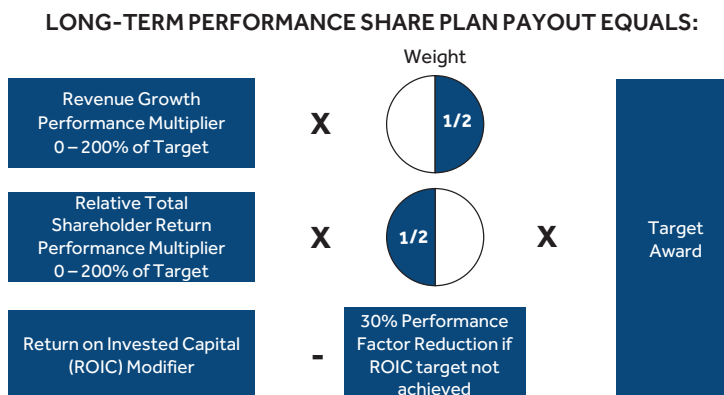 LONG-TERM PERFORMANCE SHARE PLAN PAYOUT EQUALS:
Weight
Revenue Growth
Performance Multiplier
0 – 200% of Target
X
1/2
Relative Total
Shareholder Return
Performance Multiplier
0 – 200% of Target
X
1/2
X
Target
Award
Return on Invested Capital
(ROIC) Modifier
-
30% Performance
Factor Reduction if
ROIC target not
achieved